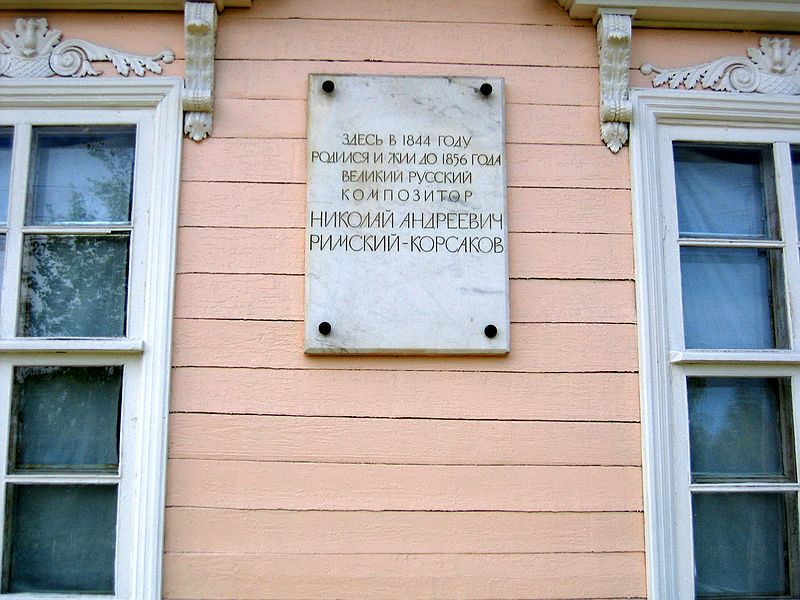 ЗДЕСЬ В 1844 ГОДУ
РОДИЛСЯ И ЖИЛ ДО 1856 ГОДА
ВЕЛИКИЙ РУССКИЙ
КОМПОЗИТОР
НИКОЛАЙ АНДРЕЕВИЧ
РИМСКИЙ-КОРСАКОВ